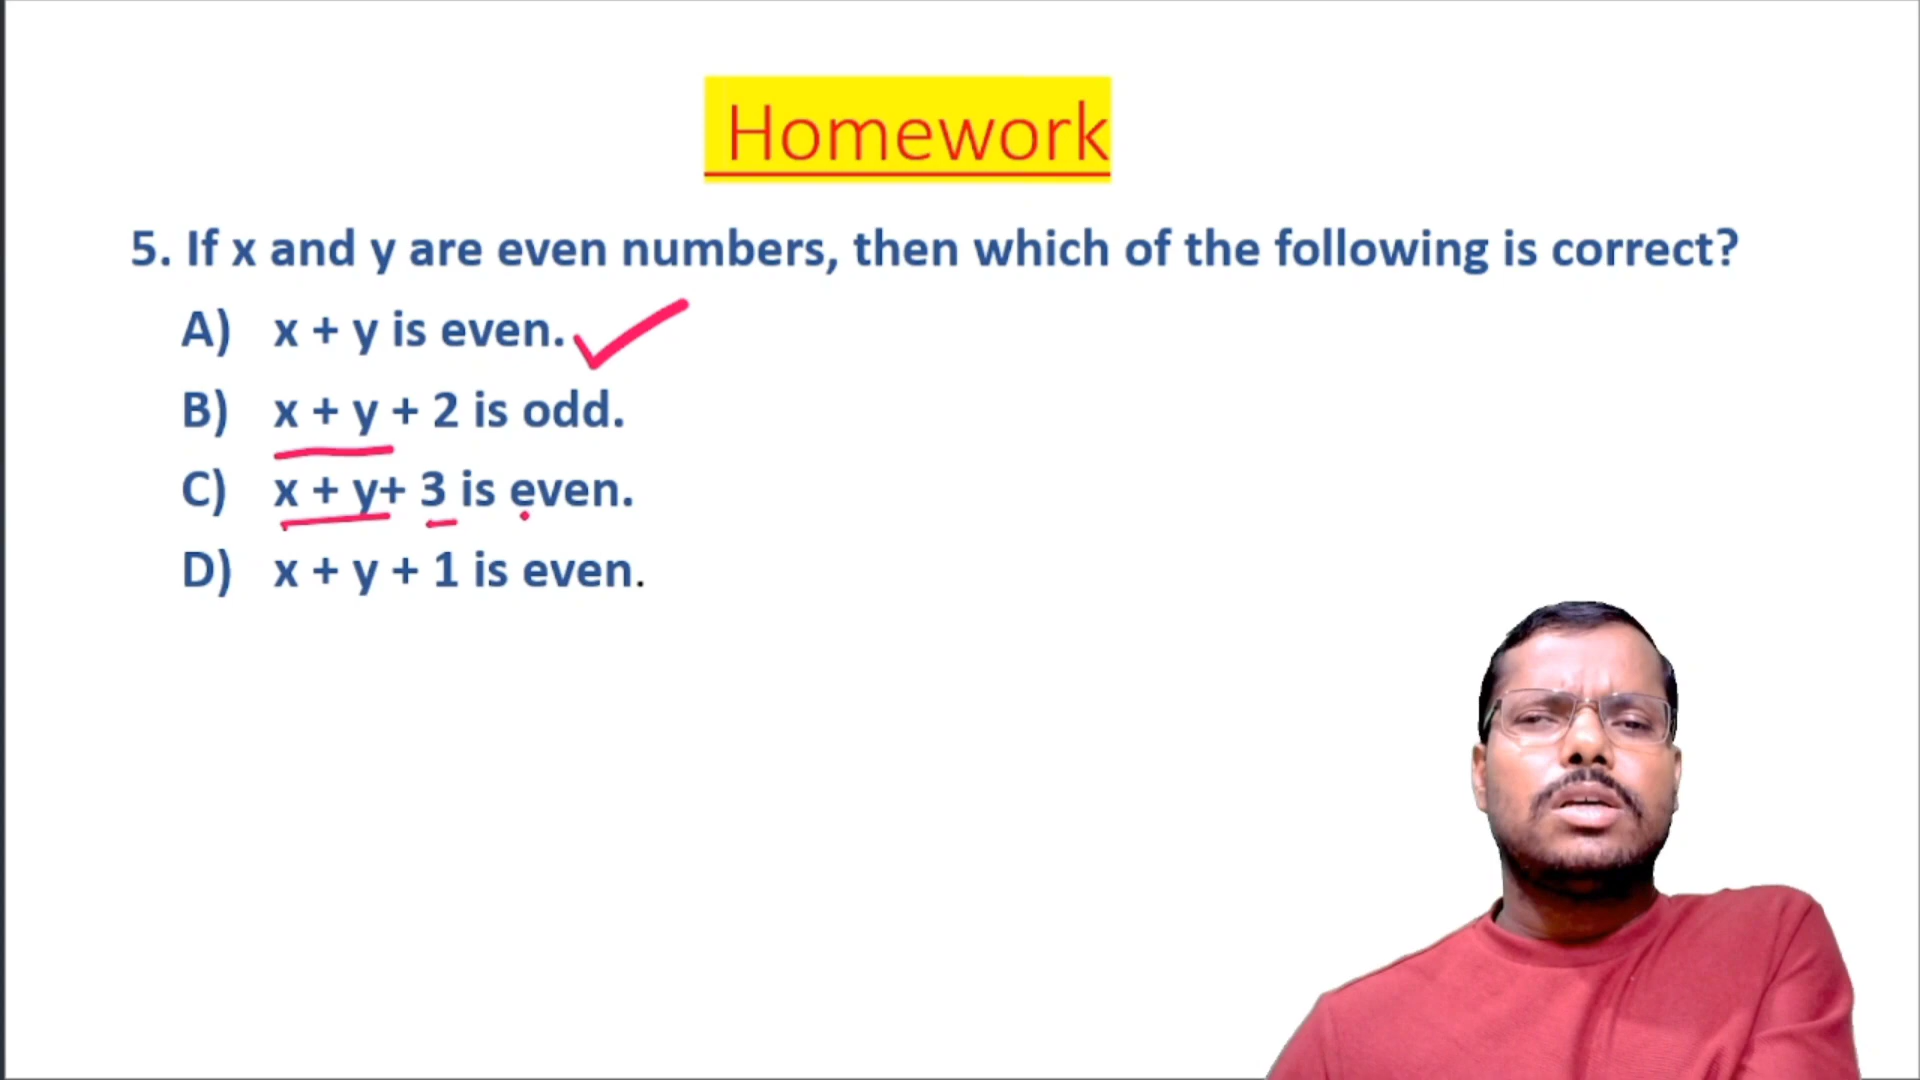 Homework
5. If x and y are even numbers, then which of the following is correct?
A) x + y is even.
B) x + y + 2 is odd.
C) x + y+ 3 is even.
D) x + y + 1 is even.